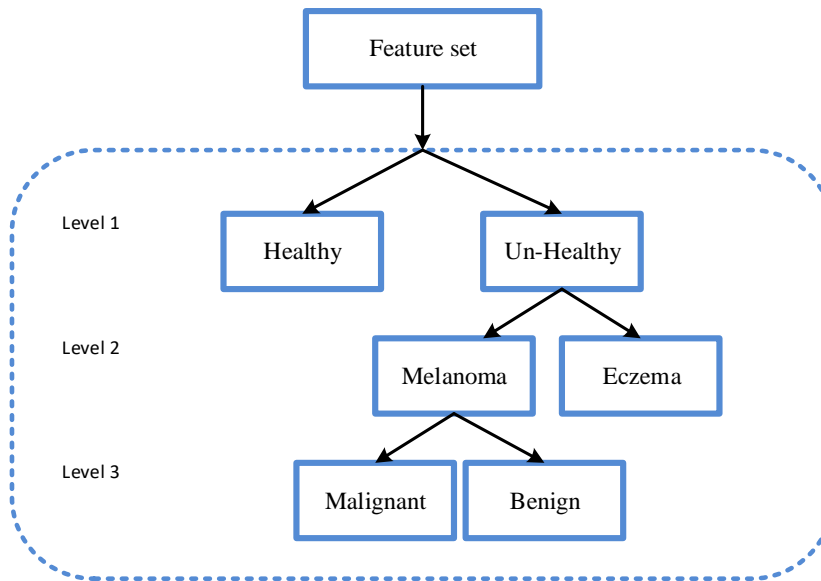 Feature set
Level 1
Healthy
Un-Healthy
Level 2
Melanoma
Eczema
Level 3
Malignant
Benign